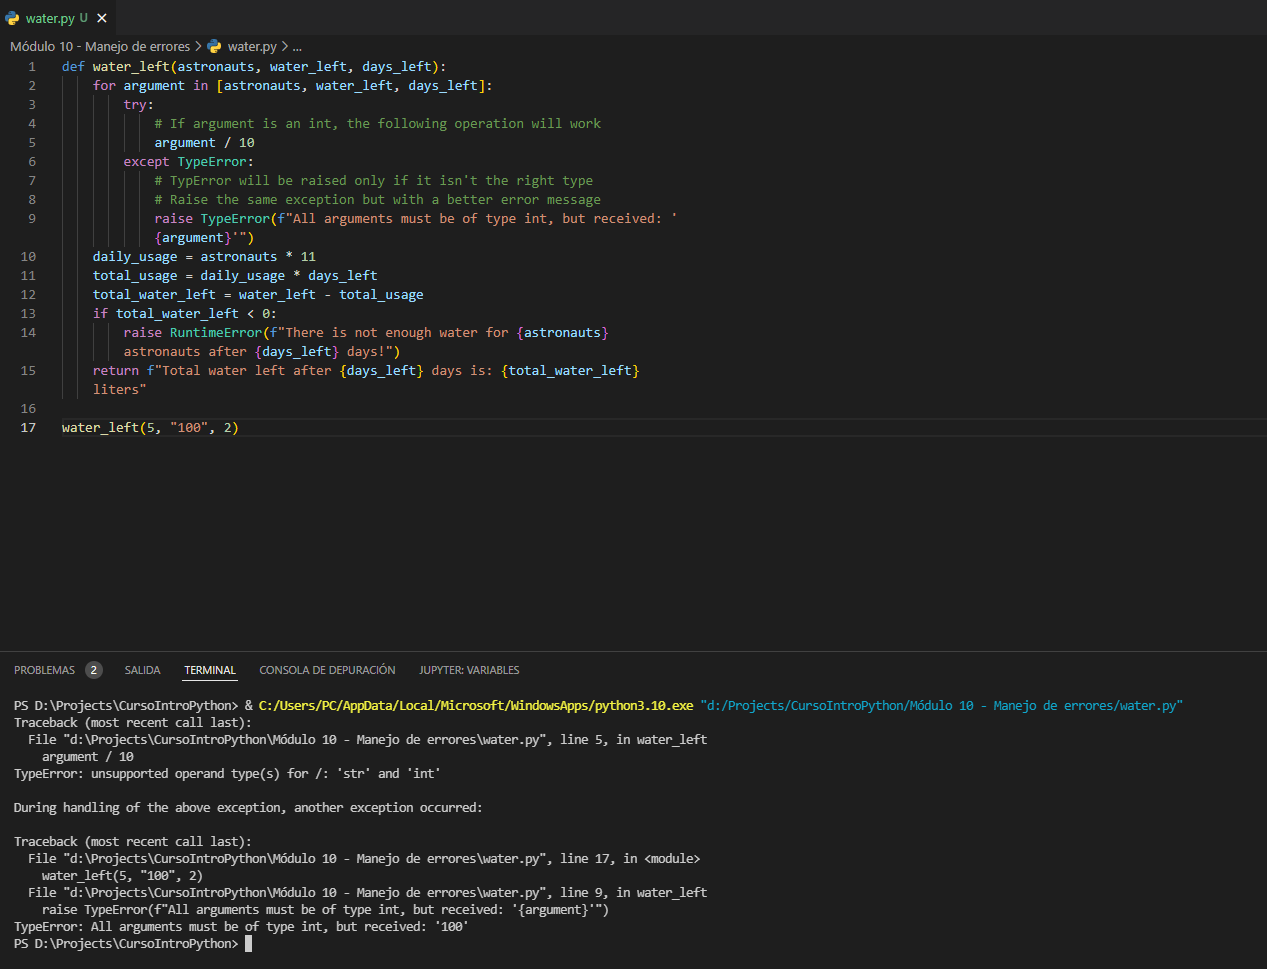 water.py U
Módulo 10 - Manejo de errores > water.py > ...
1 def water_left(astronauts, water_left, days_left):
2 for argument in [astronauts, water_left, days_left]:
3 try:
4 # If argument is an int, the following operation will work
5 argument / 10
6 except TypeError:
7 # TypError will be raised only if it isn't the right type
8 # Raise the same exception but with a better error message
9 raise TypeError(f"All arguments must be of type int, but received: '
{argument}'")
10 daily_usage = astronauts * 11
11 total_usage = daily_usage * days_left
12 total_water_left = water_left - total_usage
13 if total_water_left < 0:
14 raise RuntimeError(f"There is not enough water for {astronauts}
astronauts after {days_left} days!")
15 return f"Total water left after {days_left} days is: {total_water_left}
liters"
16
17 water_left(5, "100", 2)
PROBLEMAS 2 SALIDA TERMINAL CONSOLA DE DEPURACIÓN JUPYTER: VARIABLES
PS D:\Projects\CursoIntroPython> & C:/Users/PC/AppData/Local/Microsoft/WindowsApps/python3.10.exe "d:/Projects/CursoIntroPython/Módulo 10 - Manejo de errores/water.py"
Traceback (most recent call last):
File "d:\Projects\CursoIntroPython\Módulo 10 - Manejo de errores\water.py", line 5, in water_left
argument / 10
TypeError: unsupported operand type(s) for /: 'str' and 'int'
During handling of the above exception, another exception occurred:
Traceback (most recent call last):
File "d:\Projects\CursoIntroPython\Módulo 10 - Manejo de errores\water.py", line 17, in <module>
water_left(5, "100", 2)
File "d:\Projects\CursoIntroPython\Módulo 10 - Manejo de errores\water.py", line 9, in water_left
raise TypeError(f"All arguments must be of type int, but received: '{argument}'")
TypeError: All arguments must be of type int, but received: '100'
PS D:\Projects\CursoIntroPython>